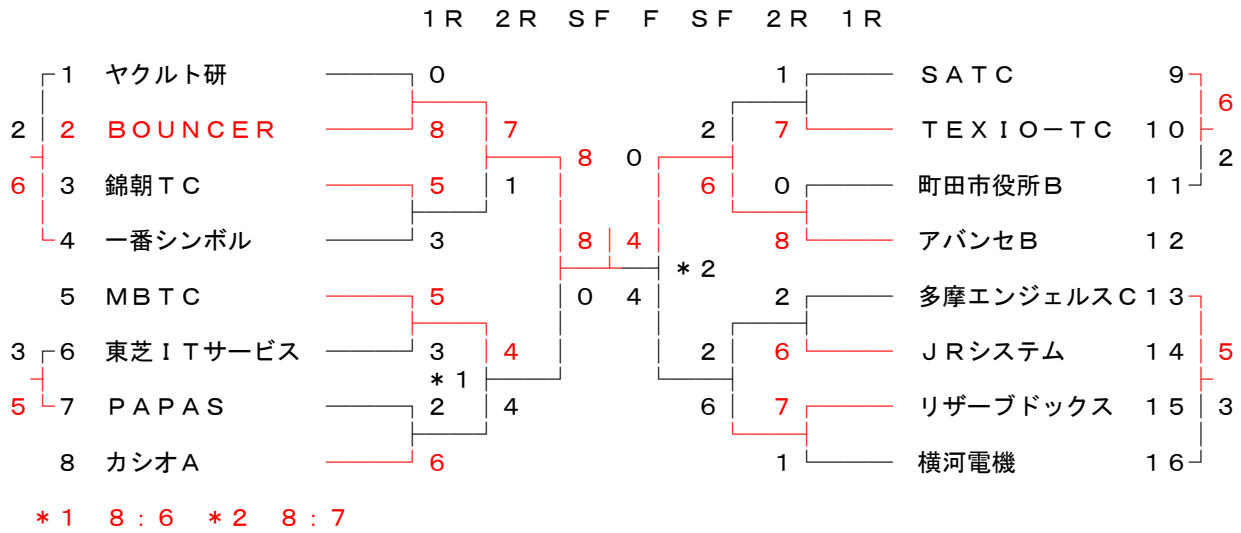 １Ｒ ２Ｒ ＳＦ Ｆ ＳＦ ２Ｒ １Ｒ
１ ヤクルト研 ０ １ ＳＡＴＣ ９
６
２ ２ ＢＯＵＮＣＥＲ ８ ７ ２ ７ ＴＥＸＩＯ－ＴＣ １０
８ ０ ２
６ ３ 錦朝ＴＣ ５ １ ６ ０ 町田市役所Ｂ １１
４ 一番シンボル ３ ８ ４ ８ アバンセＢ １２
＊２
５ ＭＢＴＣ ５ ０ ４ ２ 多摩エンジェルスＣ １３
３ ６ 東芝ＩＴサービス ３ ４ ２ ６ ＪＲシステム １４ ５
＊１
５ ７ ＰＡＰＡＳ ２ ４ ６ ７ リザーブドックス １５ ３
８ カシオＡ ６ １ 横河電機 １６
＊１ ８：６ ＊２ ８：７